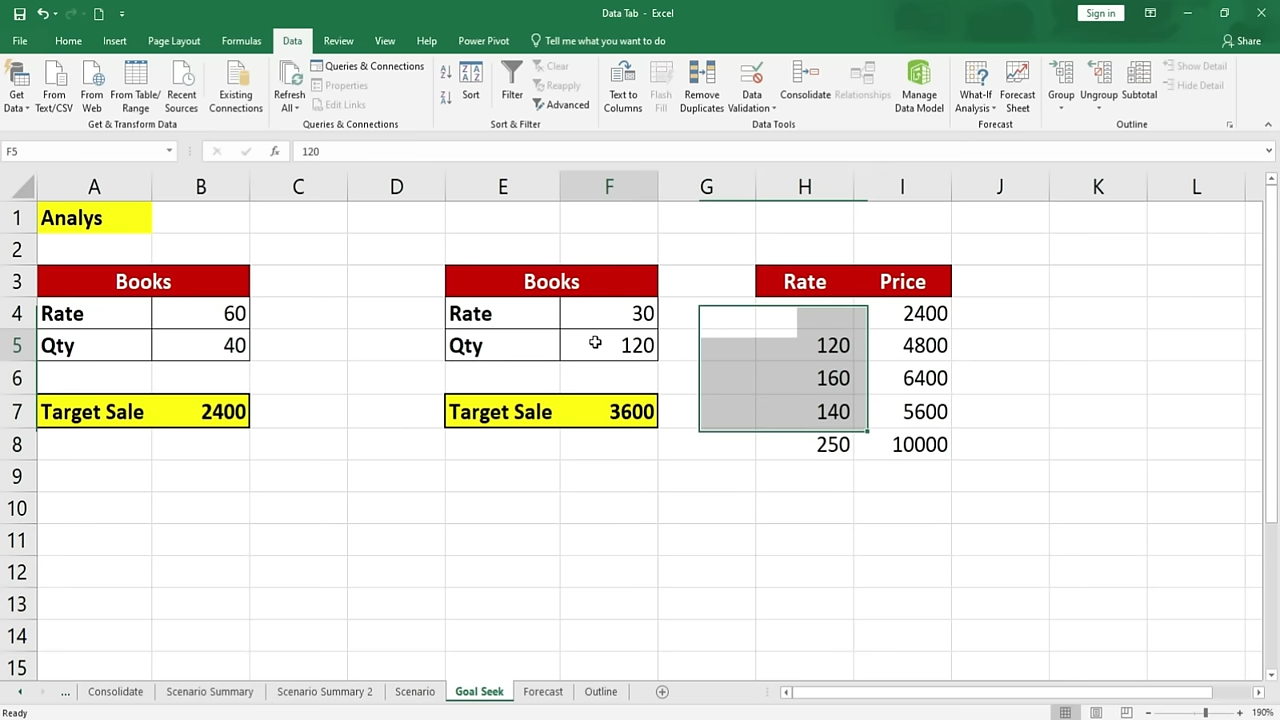 Data Tab - Excel
Sign in
File Home Insert Page Layout Formulas Data Review View Help Power Pivot Tell me what you want to do Share
Get Data
From Text/CSV
From Web
From Table/ Range
Recent Sources
Existing Connections
Get & Transform Data
Refresh All
Queries & Connections
Properties
Edit Links
Queries & Connections
Sort
Filter
Clear
Reapply
Advanced
Sort & Filter
Text to Columns
Flash Fill
Remove Duplicates
Data Validation
Consolidate
Relationships
Manage Data Model
Data Tools
What-If Analysis
Forecast Sheet
Forecast
Group
Ungroup
Subtotal
Show Detail
Hide Detail
Outline
F5 fx 120
A B C D E F G H I J K L
1 Analys
2
3 Books Books Rate Price
4 Rate 60 Rate 30 2400
5 Qty 40 Qty 120 120 4800
6 160 6400
7 Target Sale 2400 Target Sale 3600 140 5600
8 250 10000
9
10
11
12
13
14
15
... Consolidate Scenario Summary Scenario Summary 2 Scenario Goal Seek Forecast Outline
Ready 190%